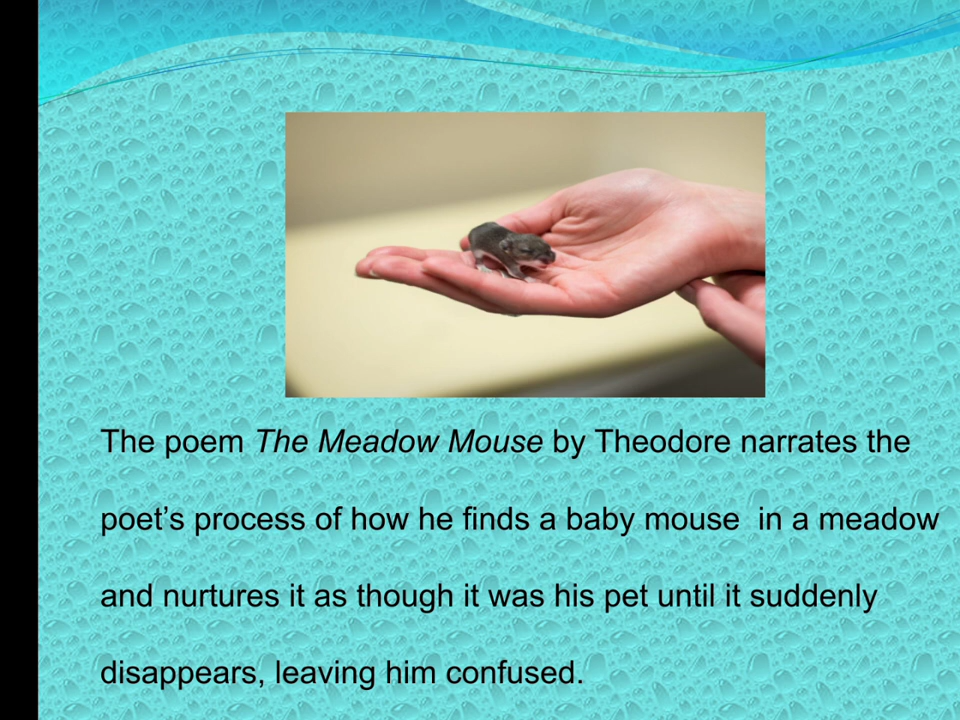 The poem The Meadow Mouse by Theodore narrates the
poet’s process of how he finds a baby mouse  in a meadow
and nurtures it as though it was his pet until it suddenly
disappears, leaving him confused.